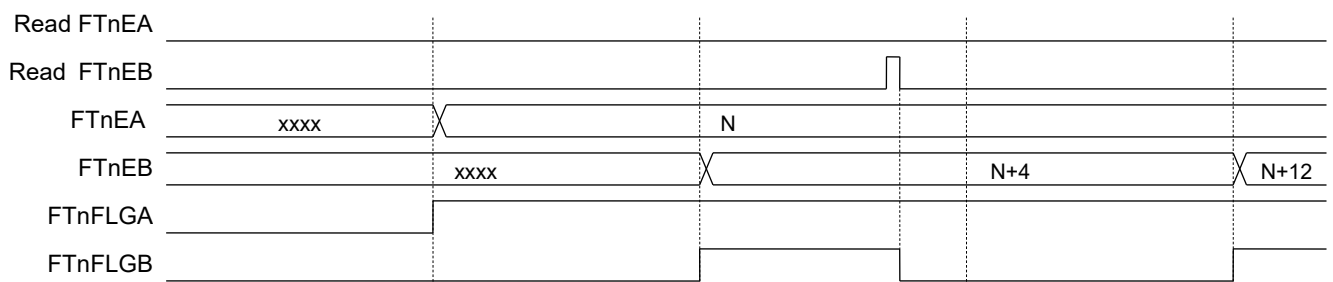 Read FTnEA
Read FTnEB
FTnEA xxxx N
FTnEB xxxx N+4 N+12
FTnFLGA
FTnFLGB